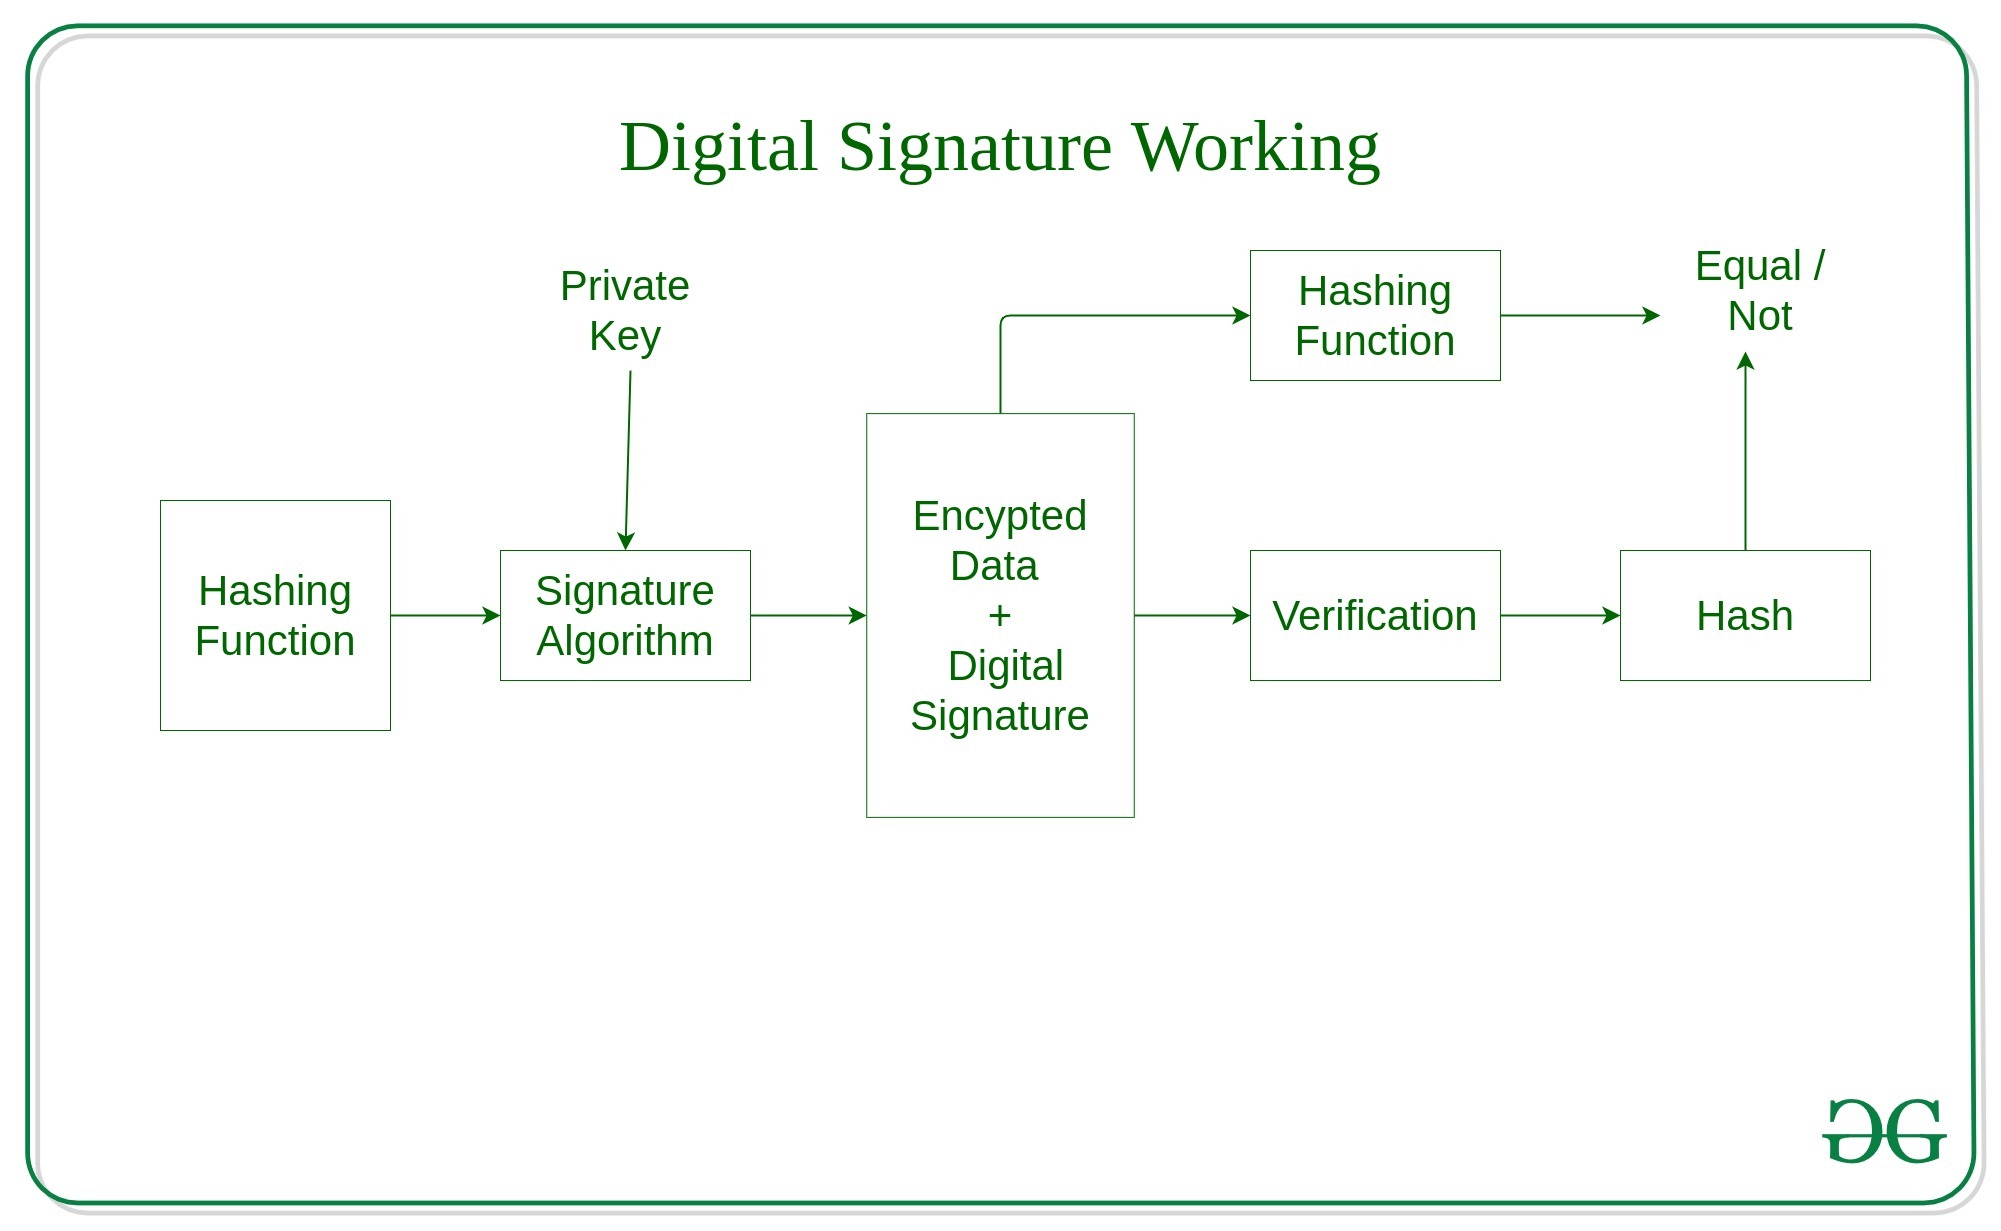 Digital Signature Working
Private
Key
Hashing
Function
Equal /
Not
Hashing
Function
Signature
Algorithm
Encypted
Data
+
Digital
Signature
Verification
Hash